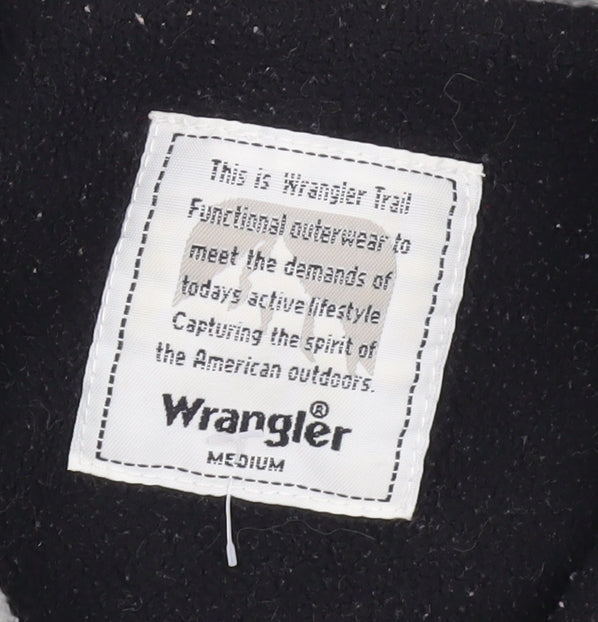 This is Wrangler Trail
Functional outerwear to
meet the demands of
todays active lifestyle
Capturing the spirit of
the American outdoors.
Wrangler®
MEDIUM